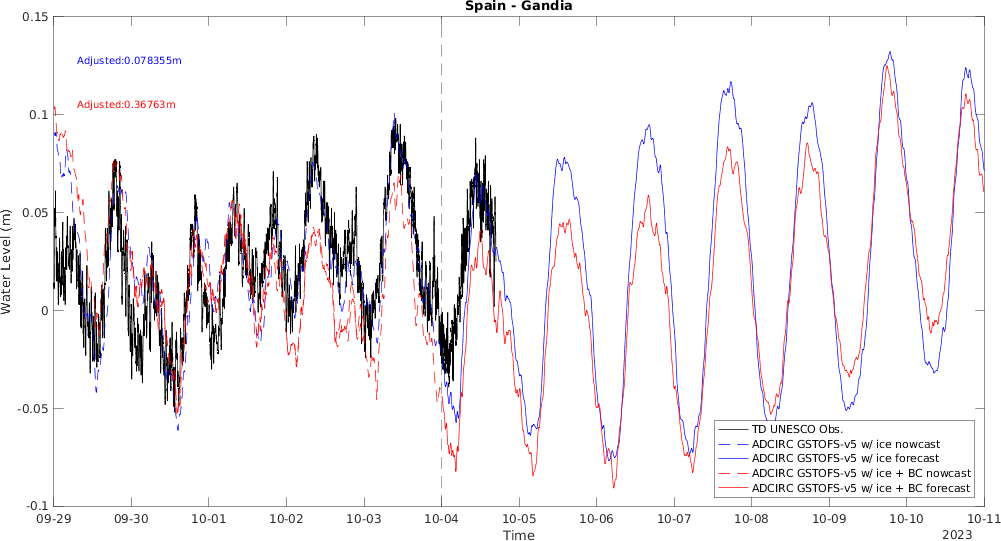 Spain - Gandia
Adjusted:0.078355m
Adjusted:0.36763m
Water Level (m)
0.15
0.1
0.05
0
-0.05
-0.1
09-29
09-30
10-01
10-02
10-03
10-04
10-05
10-06
10-07
10-08
10-09
10-10
10-11
Time
2023
TD UNESCO Obs.
ADCIRC GSTOFS-v5 w/ ice nowcast
ADCIRC GSTOFS-v5 w/ ice forecast
ADCIRC GSTOFS-v5 w/ ice + BC nowcast
ADCIRC GSTOFS-v5 w/ ice + BC forecast